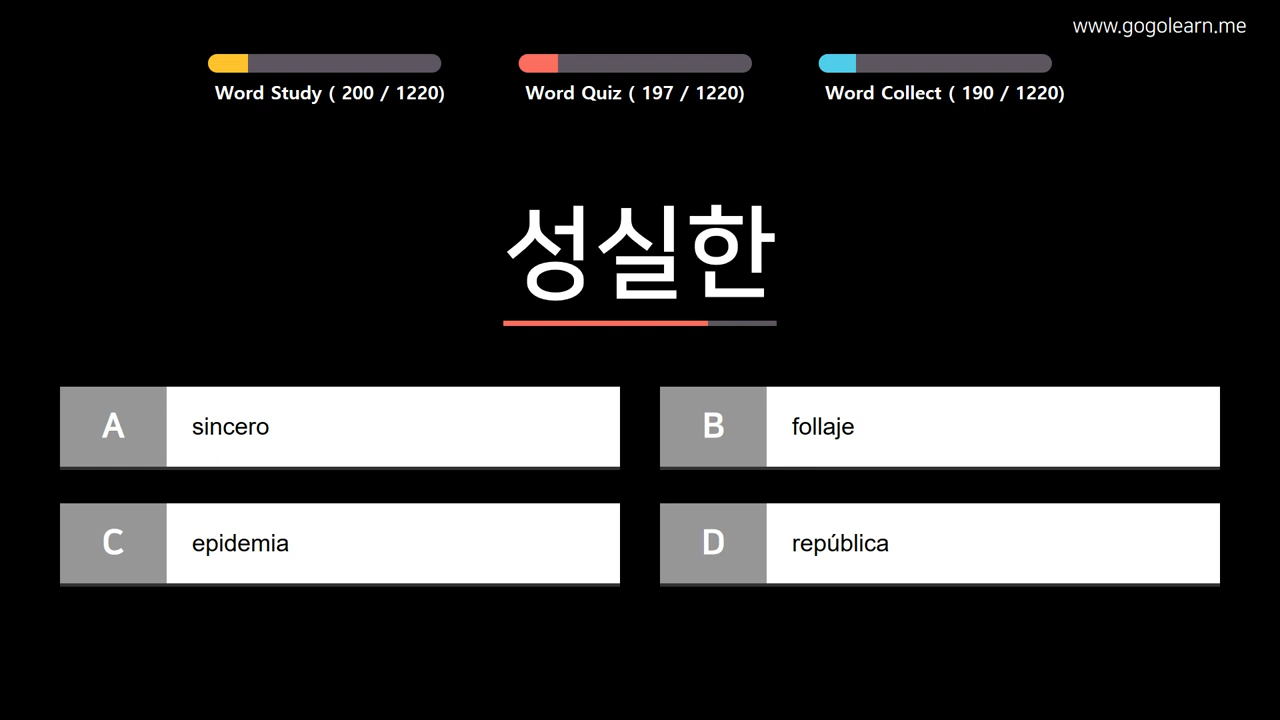 www.gogolearn.me
Word Study ( 200 / 1220)
Word Quiz ( 197 / 1220)
Word Collect ( 190 / 1220)
성실한
A sincero
B follaje
C epidemia
D república